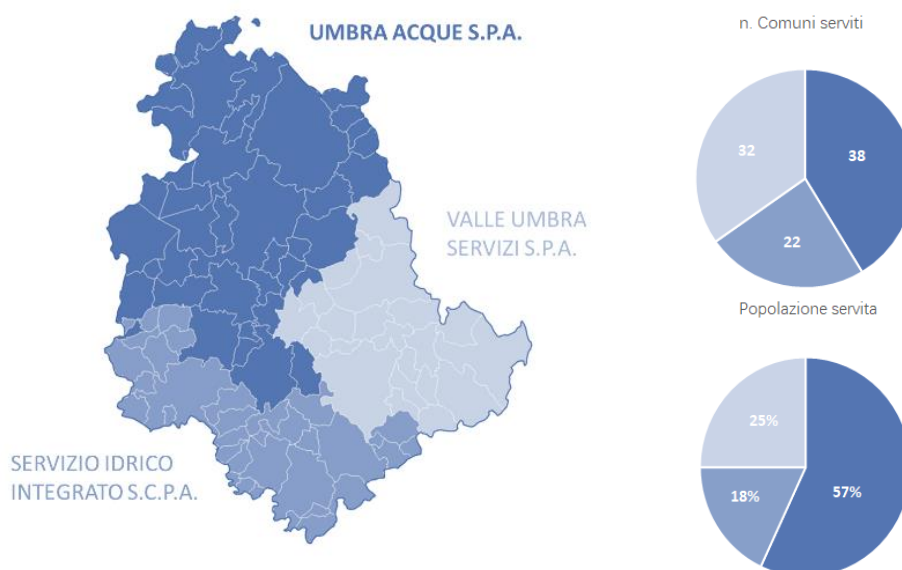 UMBRA ACQUE S.P.A.
VALLE UMBRA
SERVIZI S.P.A.
SERVIZIO IDRICO
INTEGRATO S.C.P.A.
n. Comuni serviti
32
38
22
Popolazione servita
25%
18%
57%